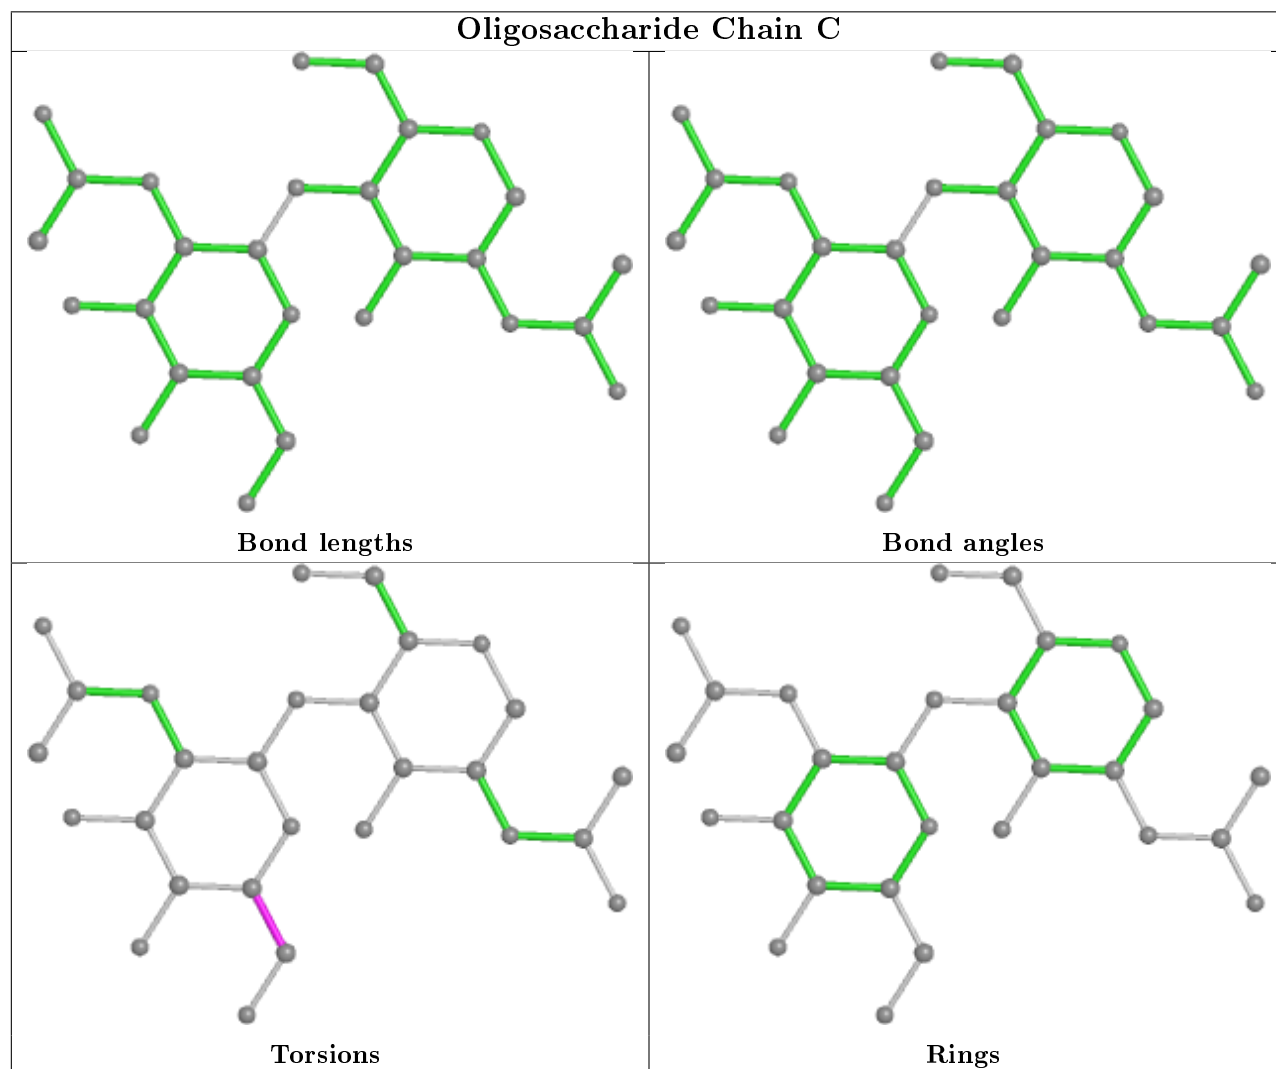 Oligosaccharide Chain C
Bond lengths
Bond angles
Torsions
Rings